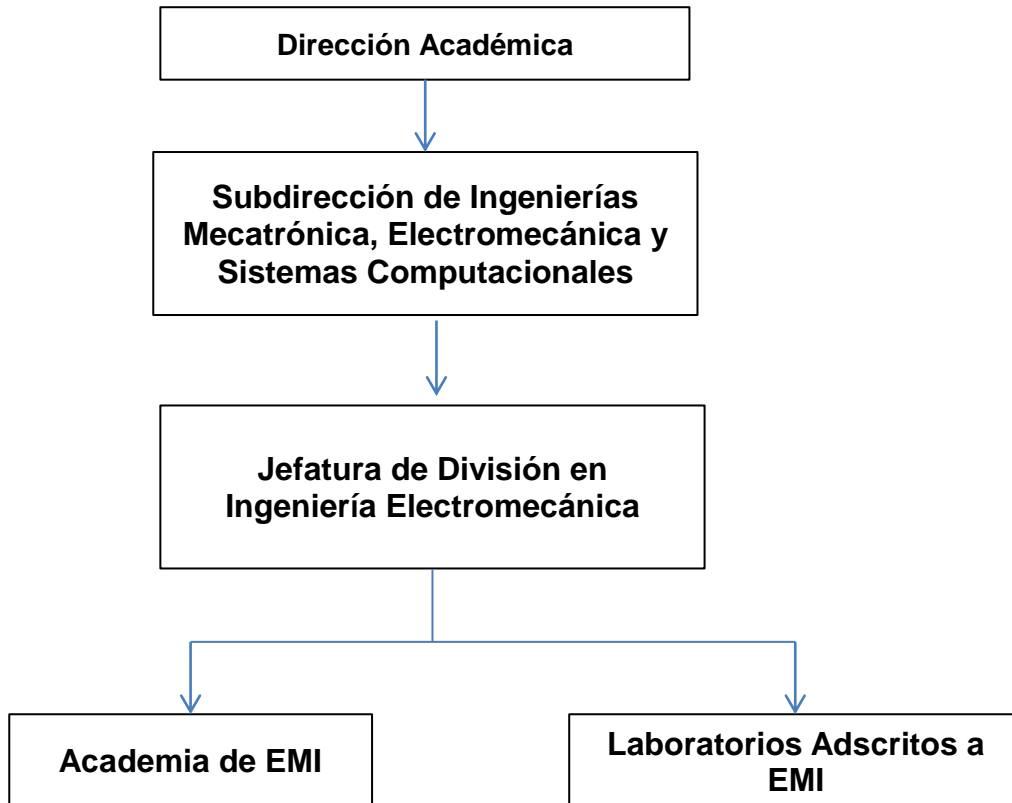 Dirección Académica
Subdirección de Ingenierías
Mecatrónica, Electromecánica y
Sistemas Computacionales
Jefatura de División en
Ingeniería Electromecánica
Academia de EMI
Laboratorios Adscritos a
EMI